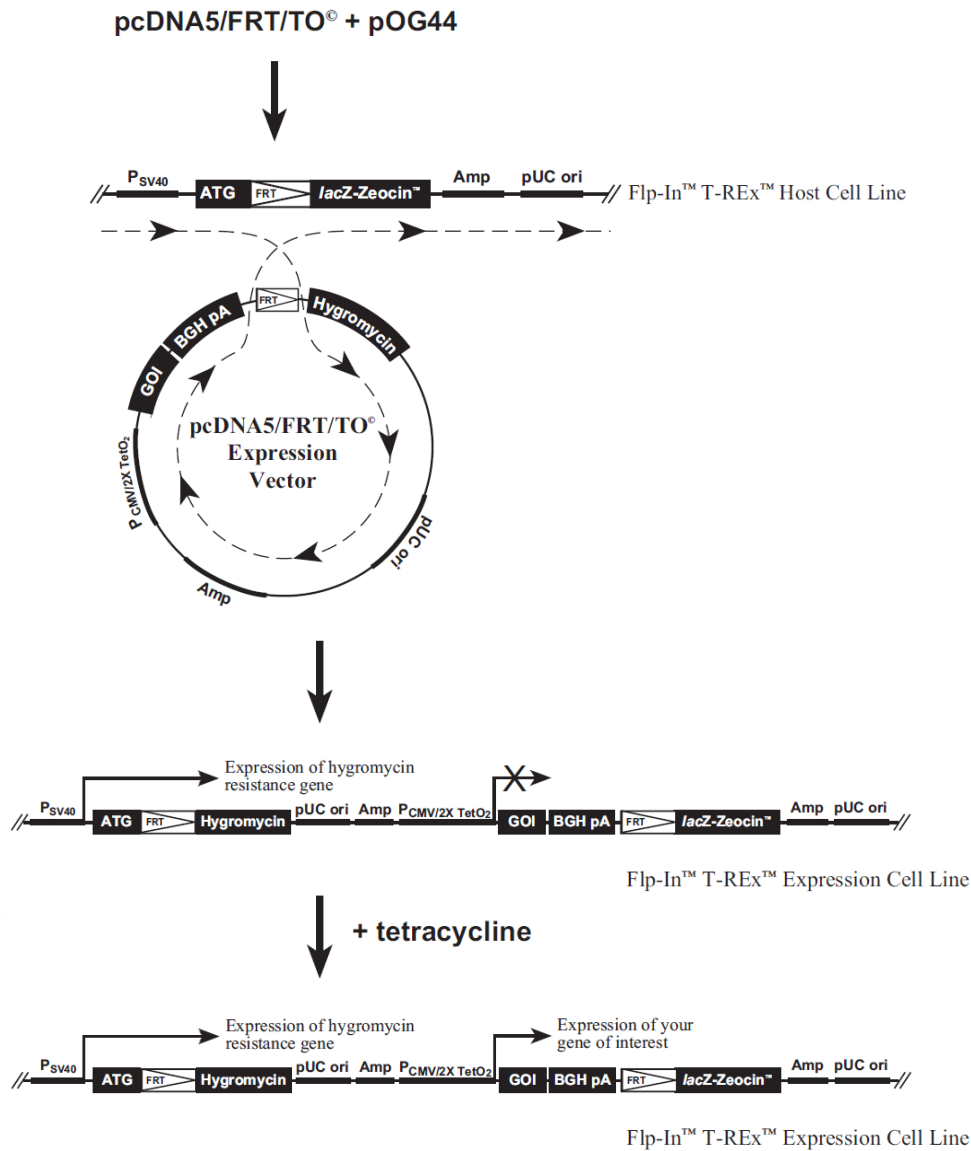 pcDNA5/FRT/TO© + pOG44
PSV40
ATG
FRT
lacZ-Zeocin™
Amp
pUC ori
Flp-In™ T-REx™ Host Cell Line
FRT
Hygromycin
BGH pA
GOI
PCMV/2X TetO2
Amp
pUC ori
pcDNA5/FRT/TO©
Expression
Vector
Expression of hygromycin
resistance gene
X
PSV40
ATG
FRT
Hygromycin
pUC ori
Amp
PCMV/2X TetO2
GOI
BGH pA
FRT
lacZ-Zeocin™
Amp
pUC ori
Flp-In™ T-REx™ Expression Cell Line
+ tetracycline
Expression of hygromycin
resistance gene
Expression of your
gene of interest
PSV40
ATG
FRT
Hygromycin
pUC ori
Amp
PCMV/2X TetO2
GOI
BGH pA
FRT
lacZ-Zeocin™
Amp
pUC ori
Flp-In™ T-REx™ Expression Cell Line